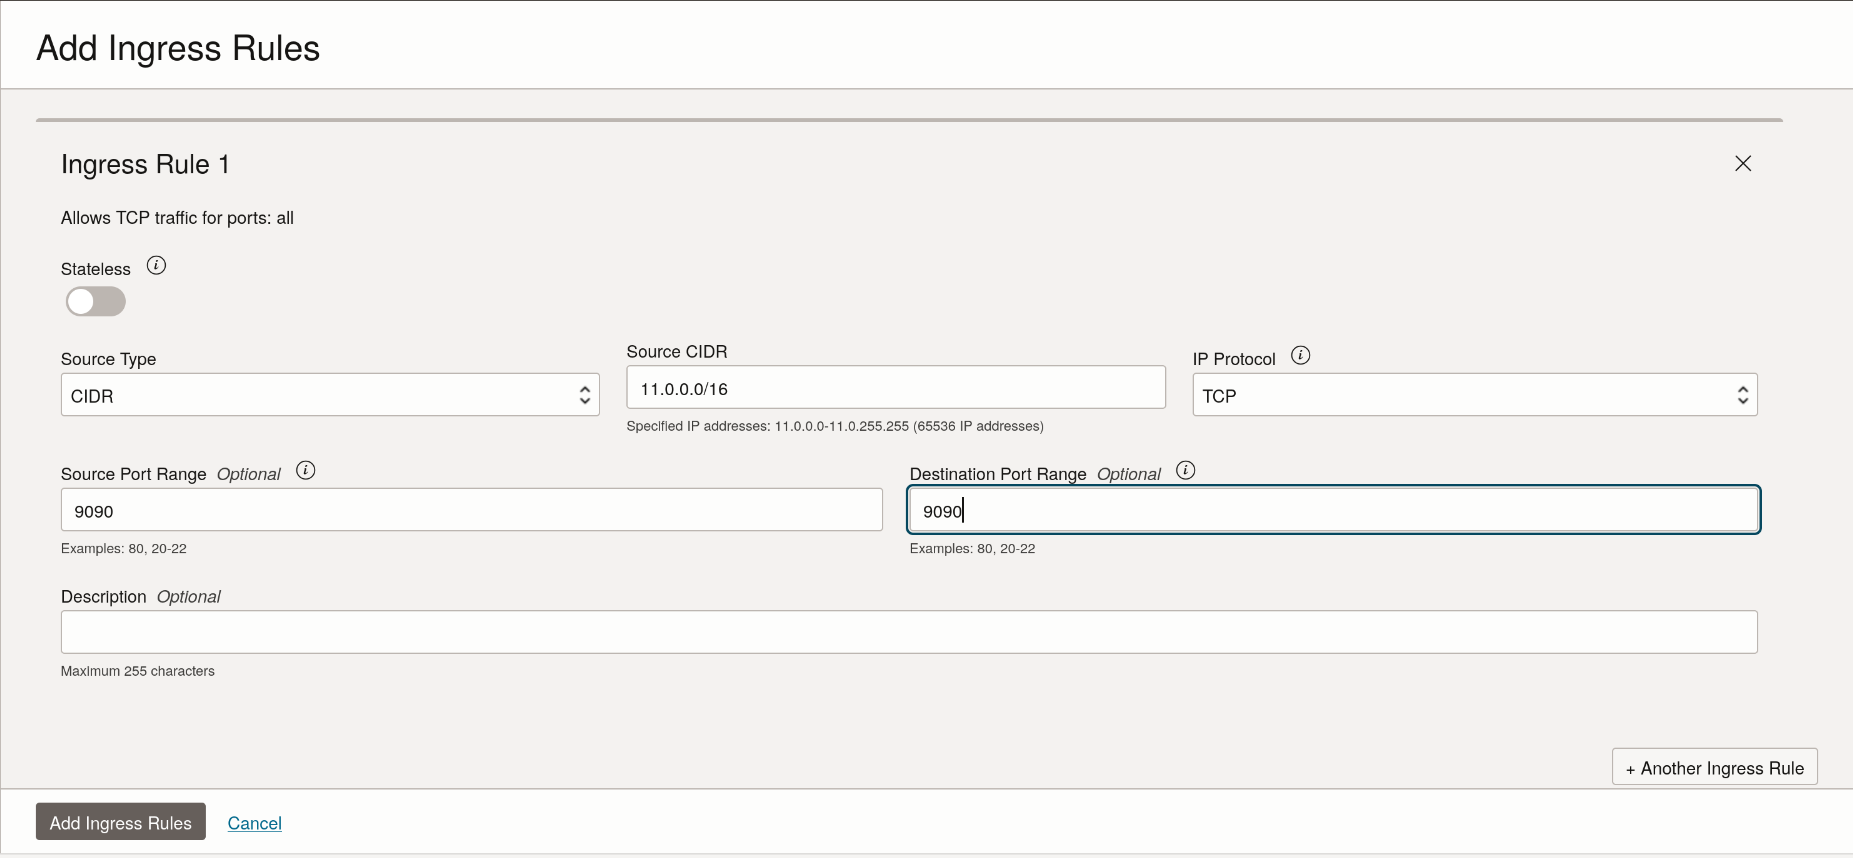 Add Ingress Rules
Ingress Rule 1
Allows TCP traffic for ports: all
Stateless
Source Type
Source CIDR
IP Protocol
CIDR
11.0.0.0/16
TCP
Specified IP addresses: 11.0.0.0-11.0.255.255 (65536 IP addresses)
Source Port Range Optional
Destination Port Range Optional
9090
9090
Examples: 80, 20-22
Examples: 80, 20-22
Description Optional
Maximum 255 characters
+ Another Ingress Rule
Add Ingress Rules
Cancel